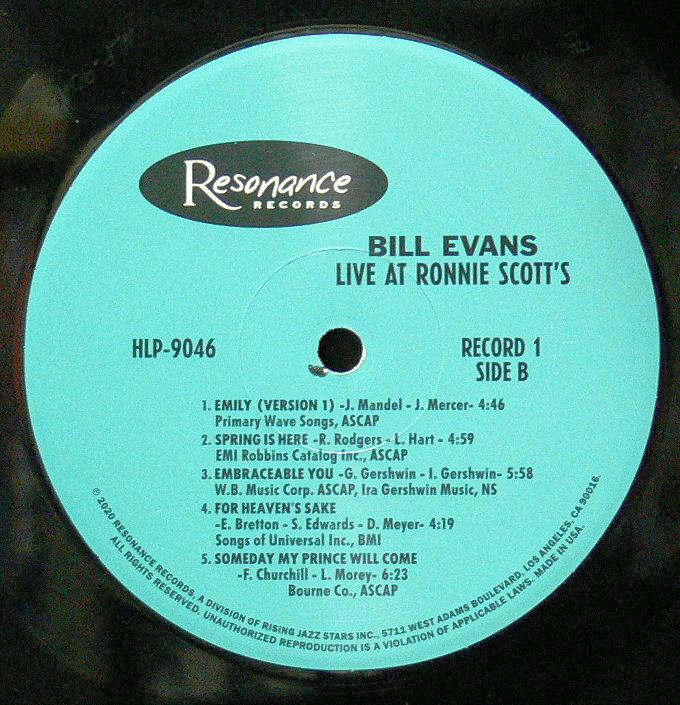 Resonance
RECORDS
BILL EVANS
LIVE AT RONNIE SCOTT'S
HLP-9046
RECORD 1
SIDE B
1. EMILY (VERSION 1) -J. Mandel - J. Mercer- 4:46
Primary Wave Songs, ASCAP
2. SPRING IS HERE -R. Rodgers - L. Hart - 4:59
EMI Robbins Catalog Inc., ASCAP
3. EMBRACEABLE YOU -G. Gershwin - I. Gershwin- 5:58
W.B. Music Corp. ASCAP, Ira Gershwin Music, NS
4. FOR HEAVEN'S SAKE
-E. Bretton - S. Edwards - D. Meyer- 4:19
Songs of Universal Inc., BMI
5. SOMEDAY MY PRINCE WILL COME
-F. Churchill - L. Morey- 6:23
Bourne Co., ASCAP
℗ 2020 RESONANCE RECORDS, A DIVISION OF RISING JAZZ STARS INC., 5711 WEST ADAMS BOULEVARD, LOS ANGELES, CA 90016.
ALL RIGHTS RESERVED. UNAUTHORIZED REPRODUCTION IS A VIOLATION OF APPLICABLE LAWS. MADE IN USA.